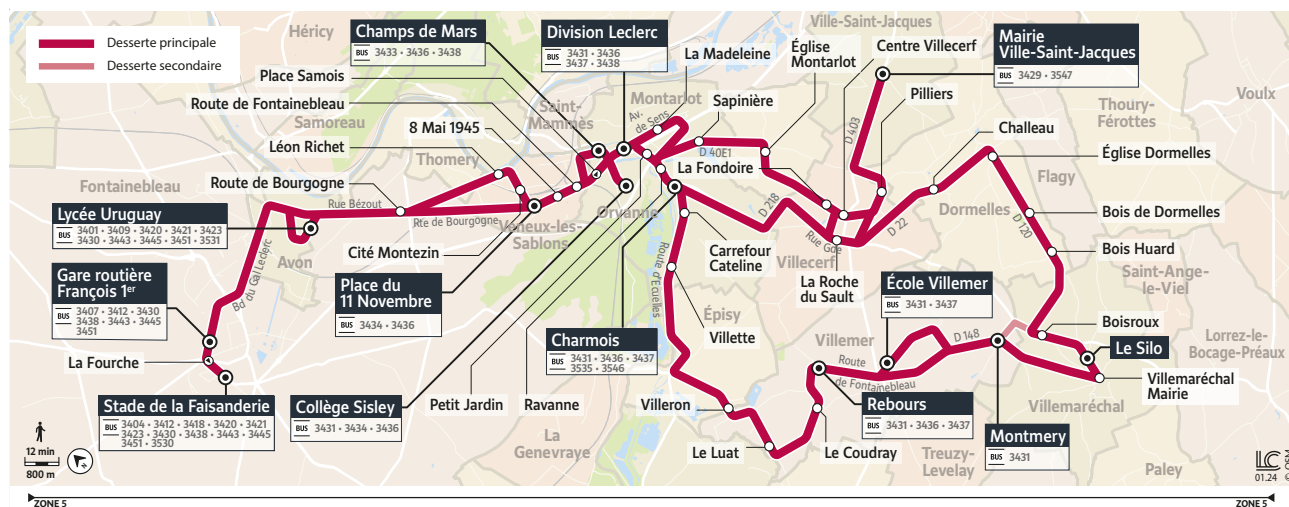 Desserte principale
Desserte secondaire
Héricy
Champs de Mars
BUS 3433 • 3436 • 3438
Division Leclerc
BUS 3431 • 3436
3437 • 3438
La Madeleine
Ville-Saint-Jacques
Église
Montarlot
Centre Villecerf
Mairie
Ville-Saint-Jacques
BUS 3429 • 3547
Voulx
Thoury-
Férottes
Place Samois
Route de Fontainebleau
Samoreau
Saint-
Mammès
Montarlot
Sapinière
Pilliers
8 Mai 1945
Av.
de Sens
D 403
Challeau
Léon Richet
Thomery
D 40E1
Église Dormelles
La Fondoire
Flagy
Fontainebleau
Route de Bourgogne
Rue Bézout
Rte de Bourgogne
Orvanne
D 218
D 22
Dormelles
D 120
Bois de Dormelles
Lycée Uruguay
BUS 3401 • 3409 • 3420 • 3421 • 3423
3430 • 3443 • 3445 • 3451 • 3531
Veneux-les-
Sablons
Rue Gde
Bois Huard
Avon
Cité Montezin
Carrefour
Cateline
Villecerf
La Roche
du Sault
Saint-Ange-
le-Viel
Bd du Gal Leclerc
Gare routière
François 1er
BUS 3407 • 3412 • 3430
3438 • 3443 • 3445
3451
Place du
11 Novembre
BUS 3434 • 3436
Route d'Ecuelles
École Villemer
BUS 3431 • 3437
Épisy
Boisroux
Charmois
BUS 3431 • 3436 • 3437
3535 • 3546
Villette
Villemer
D 148
Le Silo
Lorrez-le-
Bocage-Préaux
La Fourche
Route
de Fontainebleau
Villemaréchal
Mairie
Stade de la Faisanderie
BUS 3404 • 3412 • 3418 • 3420 • 3421
3423 • 3430 • 3438 • 3443 • 3445
3451 • 3530
Collège Sisley
BUS 3431 • 3434 • 3436
Petit Jardin
Ravanne
Villeron
Rebours
BUS 3431 • 3436 • 3437
Villemaréchal
Montmery
BUS 3431
La
Genevraye
Le Luat
Le Coudray
Treuzy-
Levelay
Paley
12 min
800 m
LC
01.24
© OSM
ZONE 5
ZONE 5